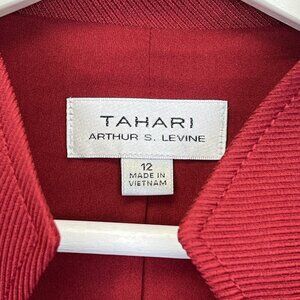 TAHARI
ARTHUR S. LEVINE
12
MADE IN
VIETNAM